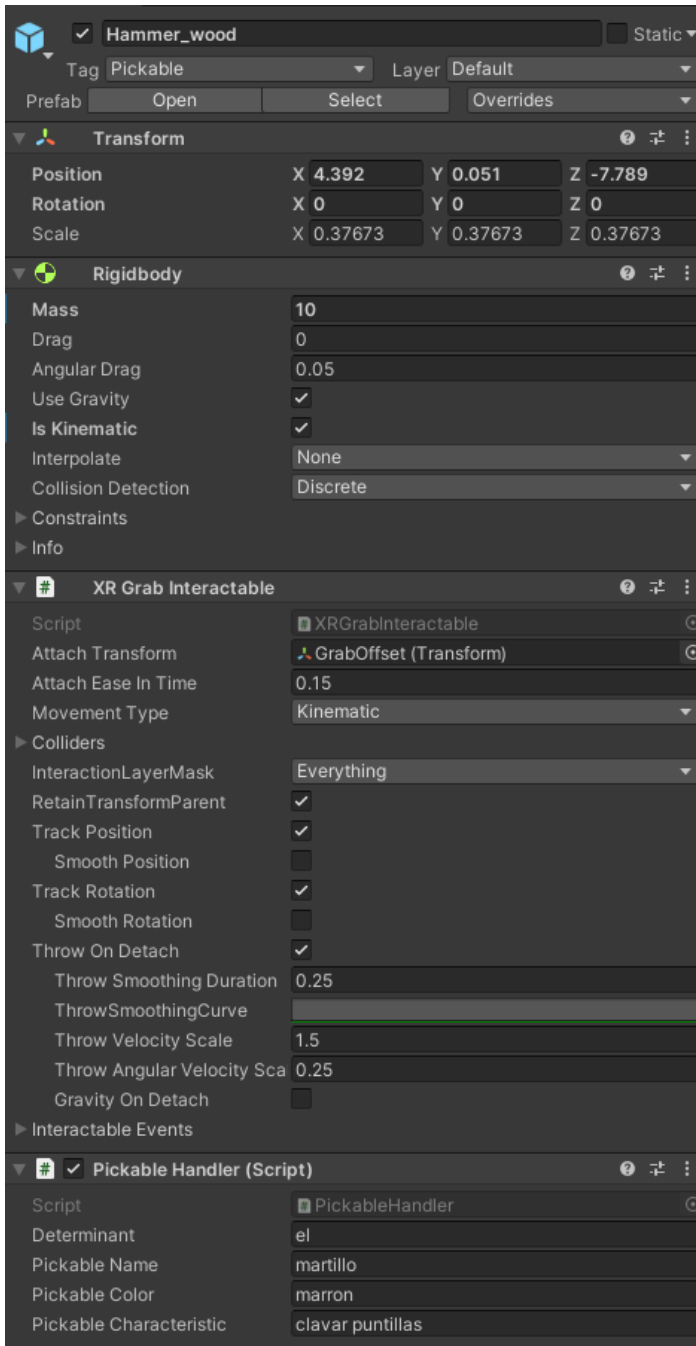 Hammer_wood Static
Tag Pickable Layer Default
Prefab Open Select Overrides
Transform
Position X 4.392 Y 0.051 Z -7.789
Rotation X 0 Y 0 Z 0
Scale X 0.37673 Y 0.37673 Z 0.37673
Rigidbody
Mass 10
Drag 0
Angular Drag 0.05
Use Gravity
Is Kinematic
Interpolate None
Collision Detection Discrete
Constraints
Info
# XR Grab Interactable
Script # XRGrabInteractable
Attach Transform GrabOffset (Transform)
Attach Ease In Time 0.15
Movement Type Kinematic
Colliders
InteractionLayerMask Everything
RetainTransformParent
Track Position
Smooth Position
Track Rotation
Smooth Rotation
Throw On Detach
Throw Smoothing Duration 0.25
ThrowSmoothingCurve
Throw Velocity Scale 1.5
Throw Angular Velocity Sca 0.25
Gravity On Detach
Interactable Events
# Pickable Handler (Script)
Script # PickableHandler
Determinant el
Pickable Name martillo
Pickable Color marron
Pickable Characteristic clavar puntillas